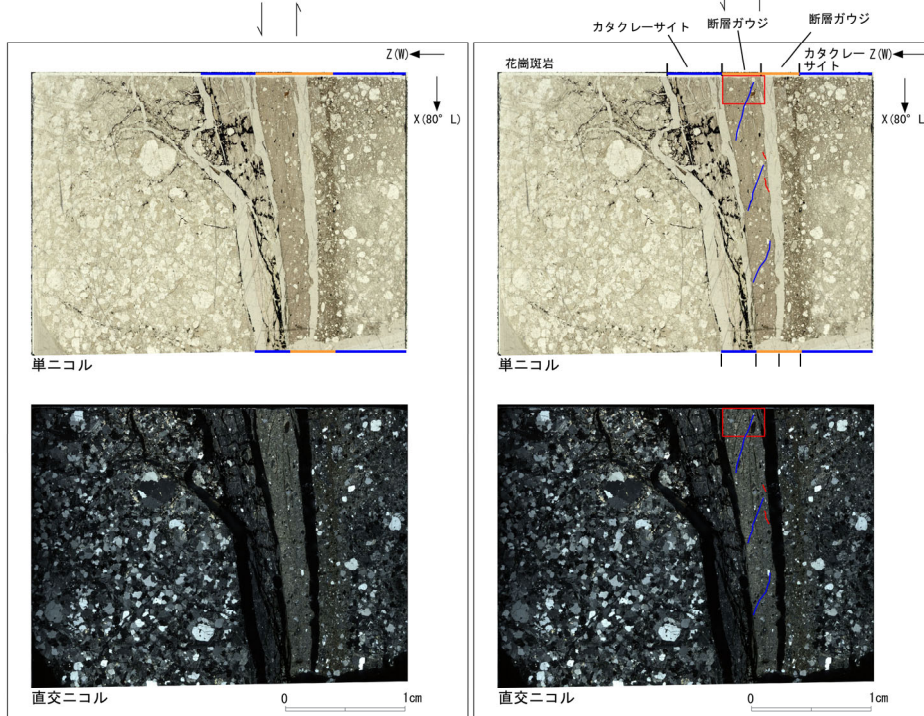 Z(W)
X(80° L)
単ニコル
直交ニコル
0 1cm
カタクレーサイト 断層ガウジ 断層ガウジ
花崗斑岩
カタクレー
サイト
Z(W)
X(80° L)
単ニコル
直交ニコル
0 1cm